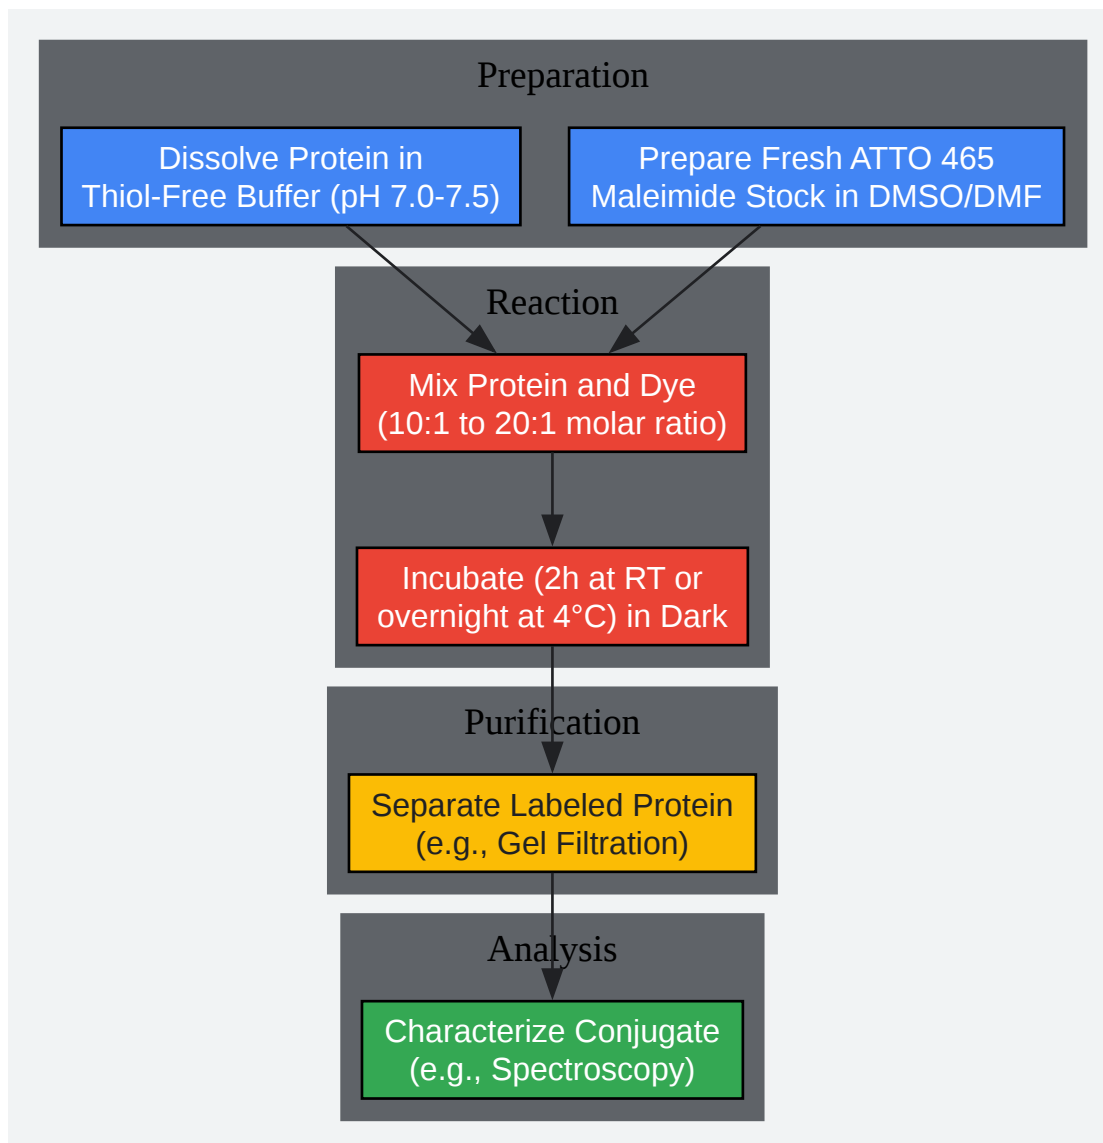 Preparation
Dissolve Protein in
Thiol-Free Buffer (pH 7.0-7.5)
Prepare Fresh ATTO 465
Maleimide Stock in DMSO/DMF
Reaction
Mix Protein and Dye
(10:1 to 20:1 molar ratio)
Incubate (2h at RT or
overnight at 4°C) in Dark
Purification
Separate Labeled Protein
(e.g., Gel Filtration)
Analysis
Characterize Conjugate
(e.g., Spectroscopy)